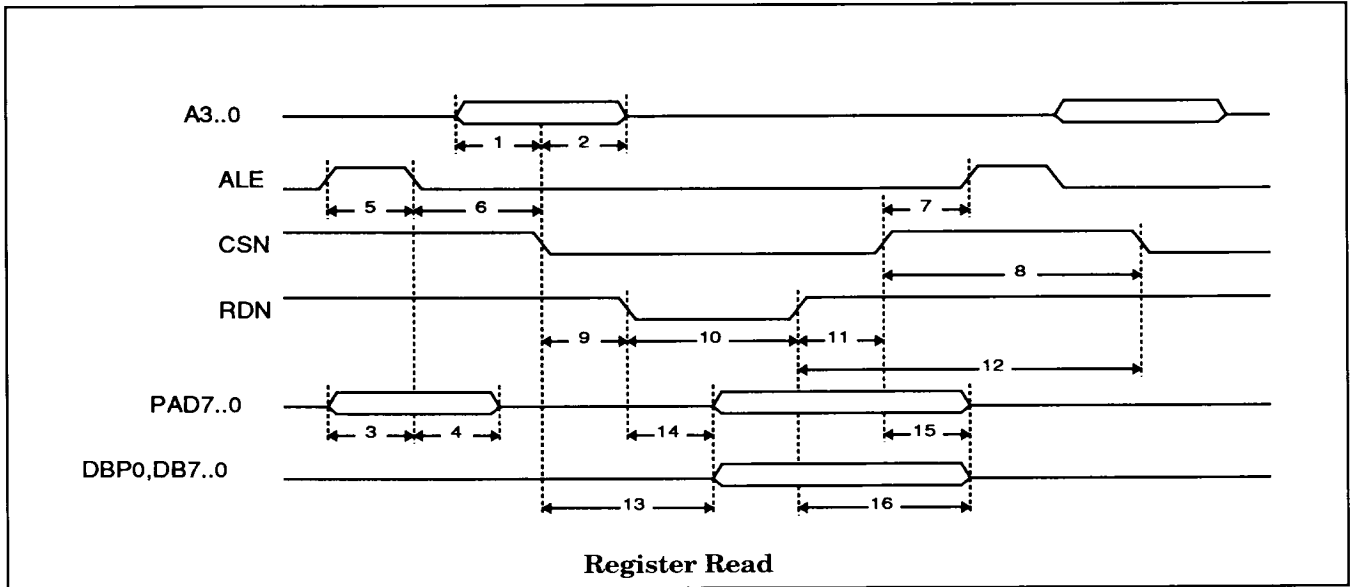 A3..0
1 2
ALE
5 6 7
CSN
8
RDN
9 10 11
12
PAD7..0
3 4 14 15
DBP0,DB7..0
13 16
Register Read